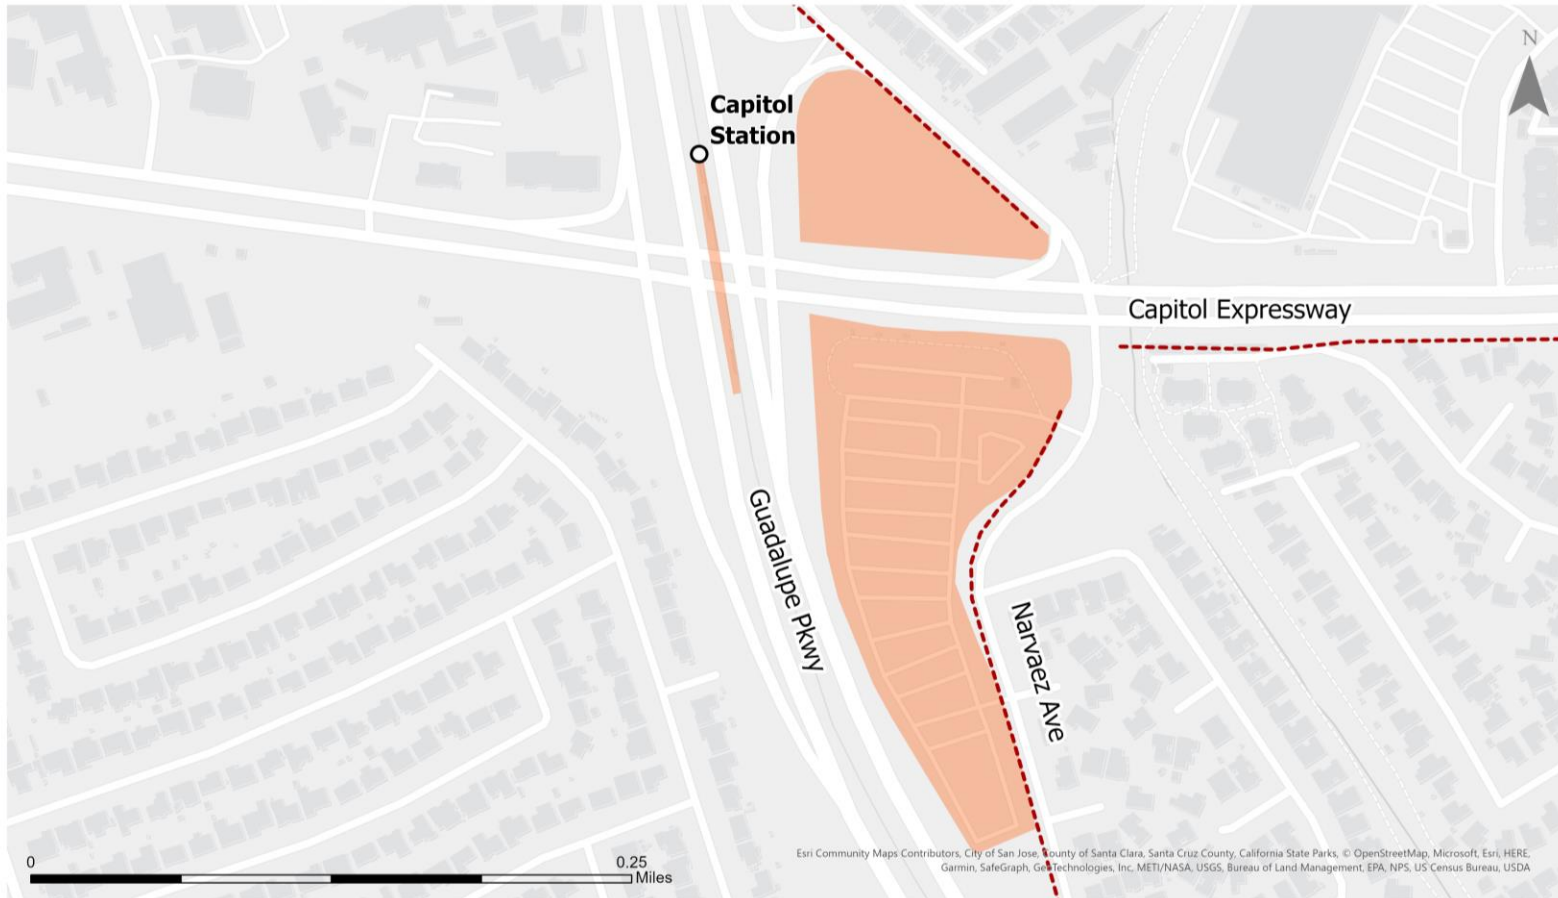 N
Capitol
Station
Capitol Expressway
Guadalupe Pkwy
Narvaez Ave
0
0.25
Miles
Esri Community Maps Contributors, City of San Jose, County of Santa Clara, Santa Cruz County, California State Parks, © OpenStreetMap, Microsoft, Esri, HERE,
Garmin, SafeGraph, GeoTechnologies, Inc, METI/NASA, USGS, Bureau of Land Management, EPA, NPS, US Census Bureau, USDA